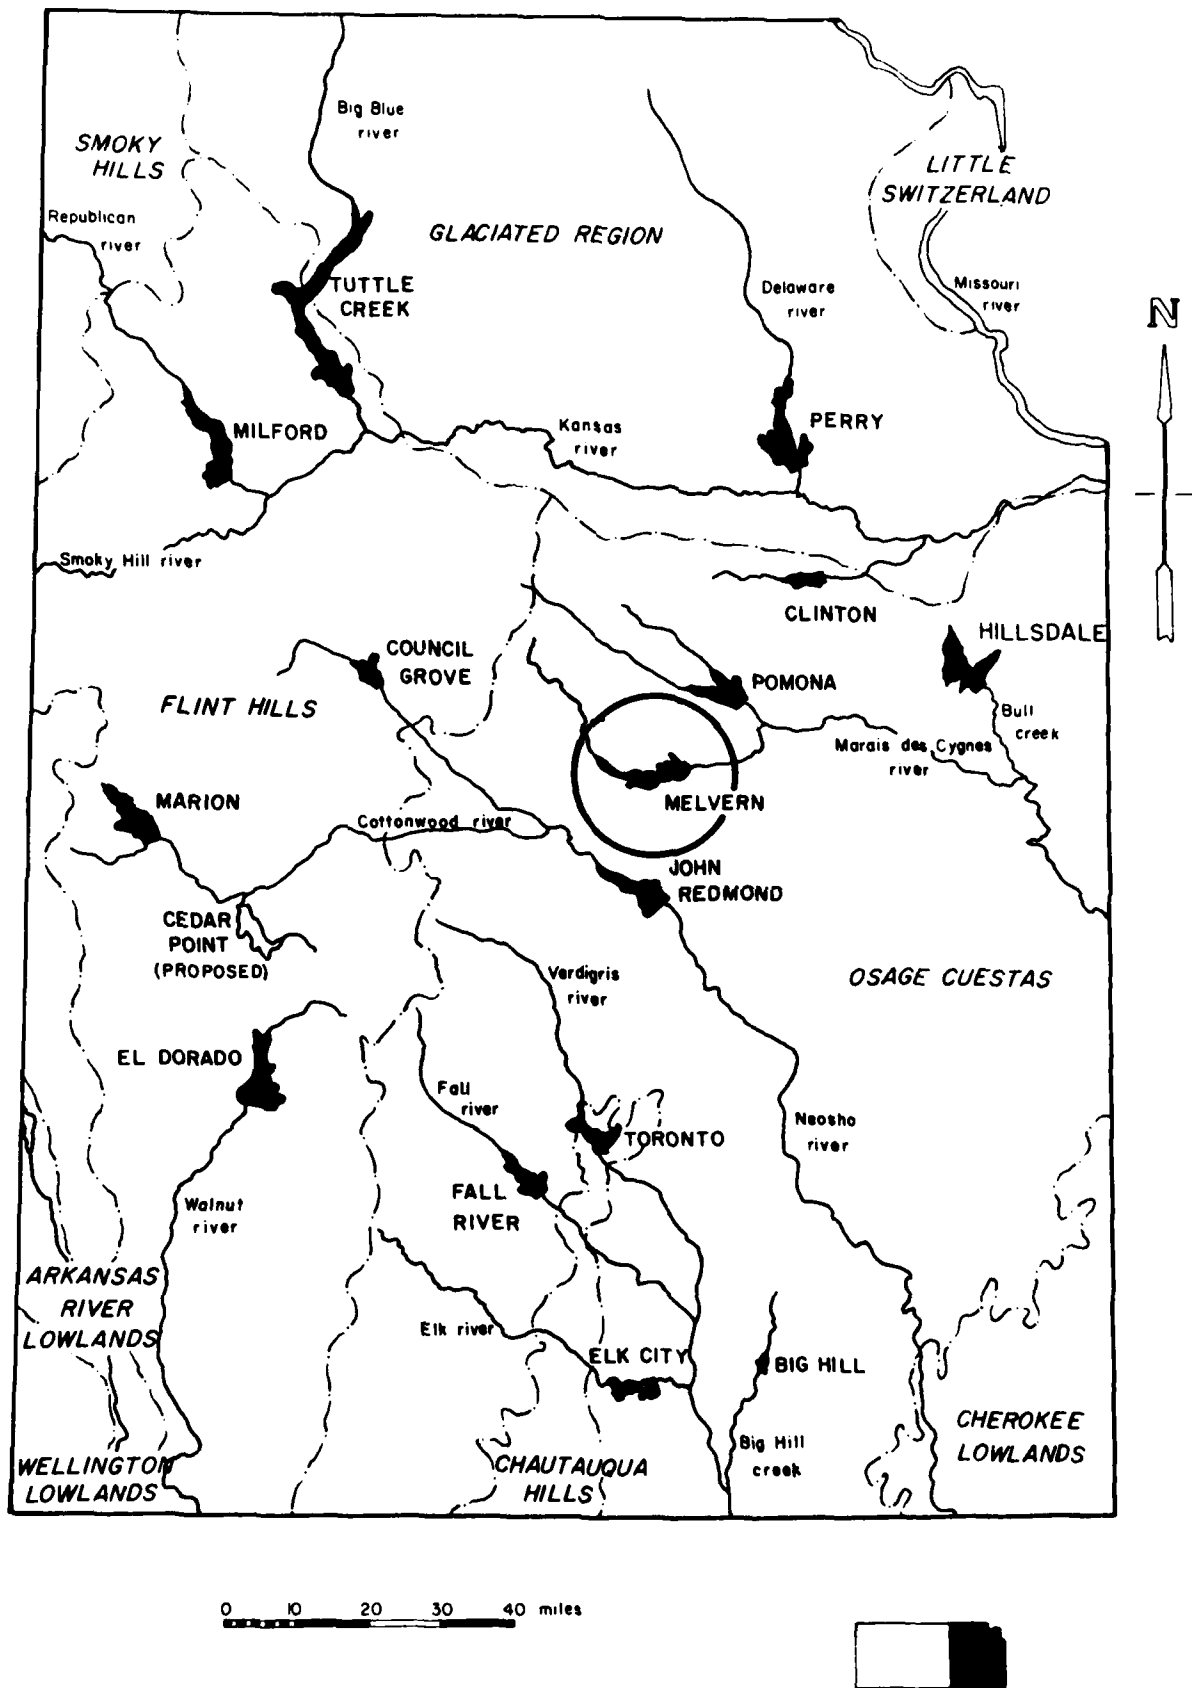 Big Blue
river
SMOKY
HILLS
LITTLE
SWITZERLAND
Republican
river
GLACIATED REGION
TUTTLE
CREEK
Delaware
river
Missouri
river
N
MILFORD
Kansas
river
PERRY
Smoky Hill river
CLINTON
HILLSDALE
COUNCIL
GROVE
POMONA
FLINT HILLS
Bull
creek
Marais des Cygnes
river
MARION
MELVERN
Cottonwood river
JOHN
REDMOND
CEDAR
POINT
(PROPOSED)
Verdigris
river
OSAGE CUESTAS
EL DORADO
Fall
river
Neosho
river
TORONTO
FALL
RIVER
Walnut
river
ARKANSAS
RIVER
LOWLANDS
Elk river
ELK CITY
BIG HILL
CHEROKEE
LOWLANDS
Big Hill
creek
WELLINGTON
LOWLANDS
CHAUTAUQUA
HILLS
0 10 20 30 40 miles